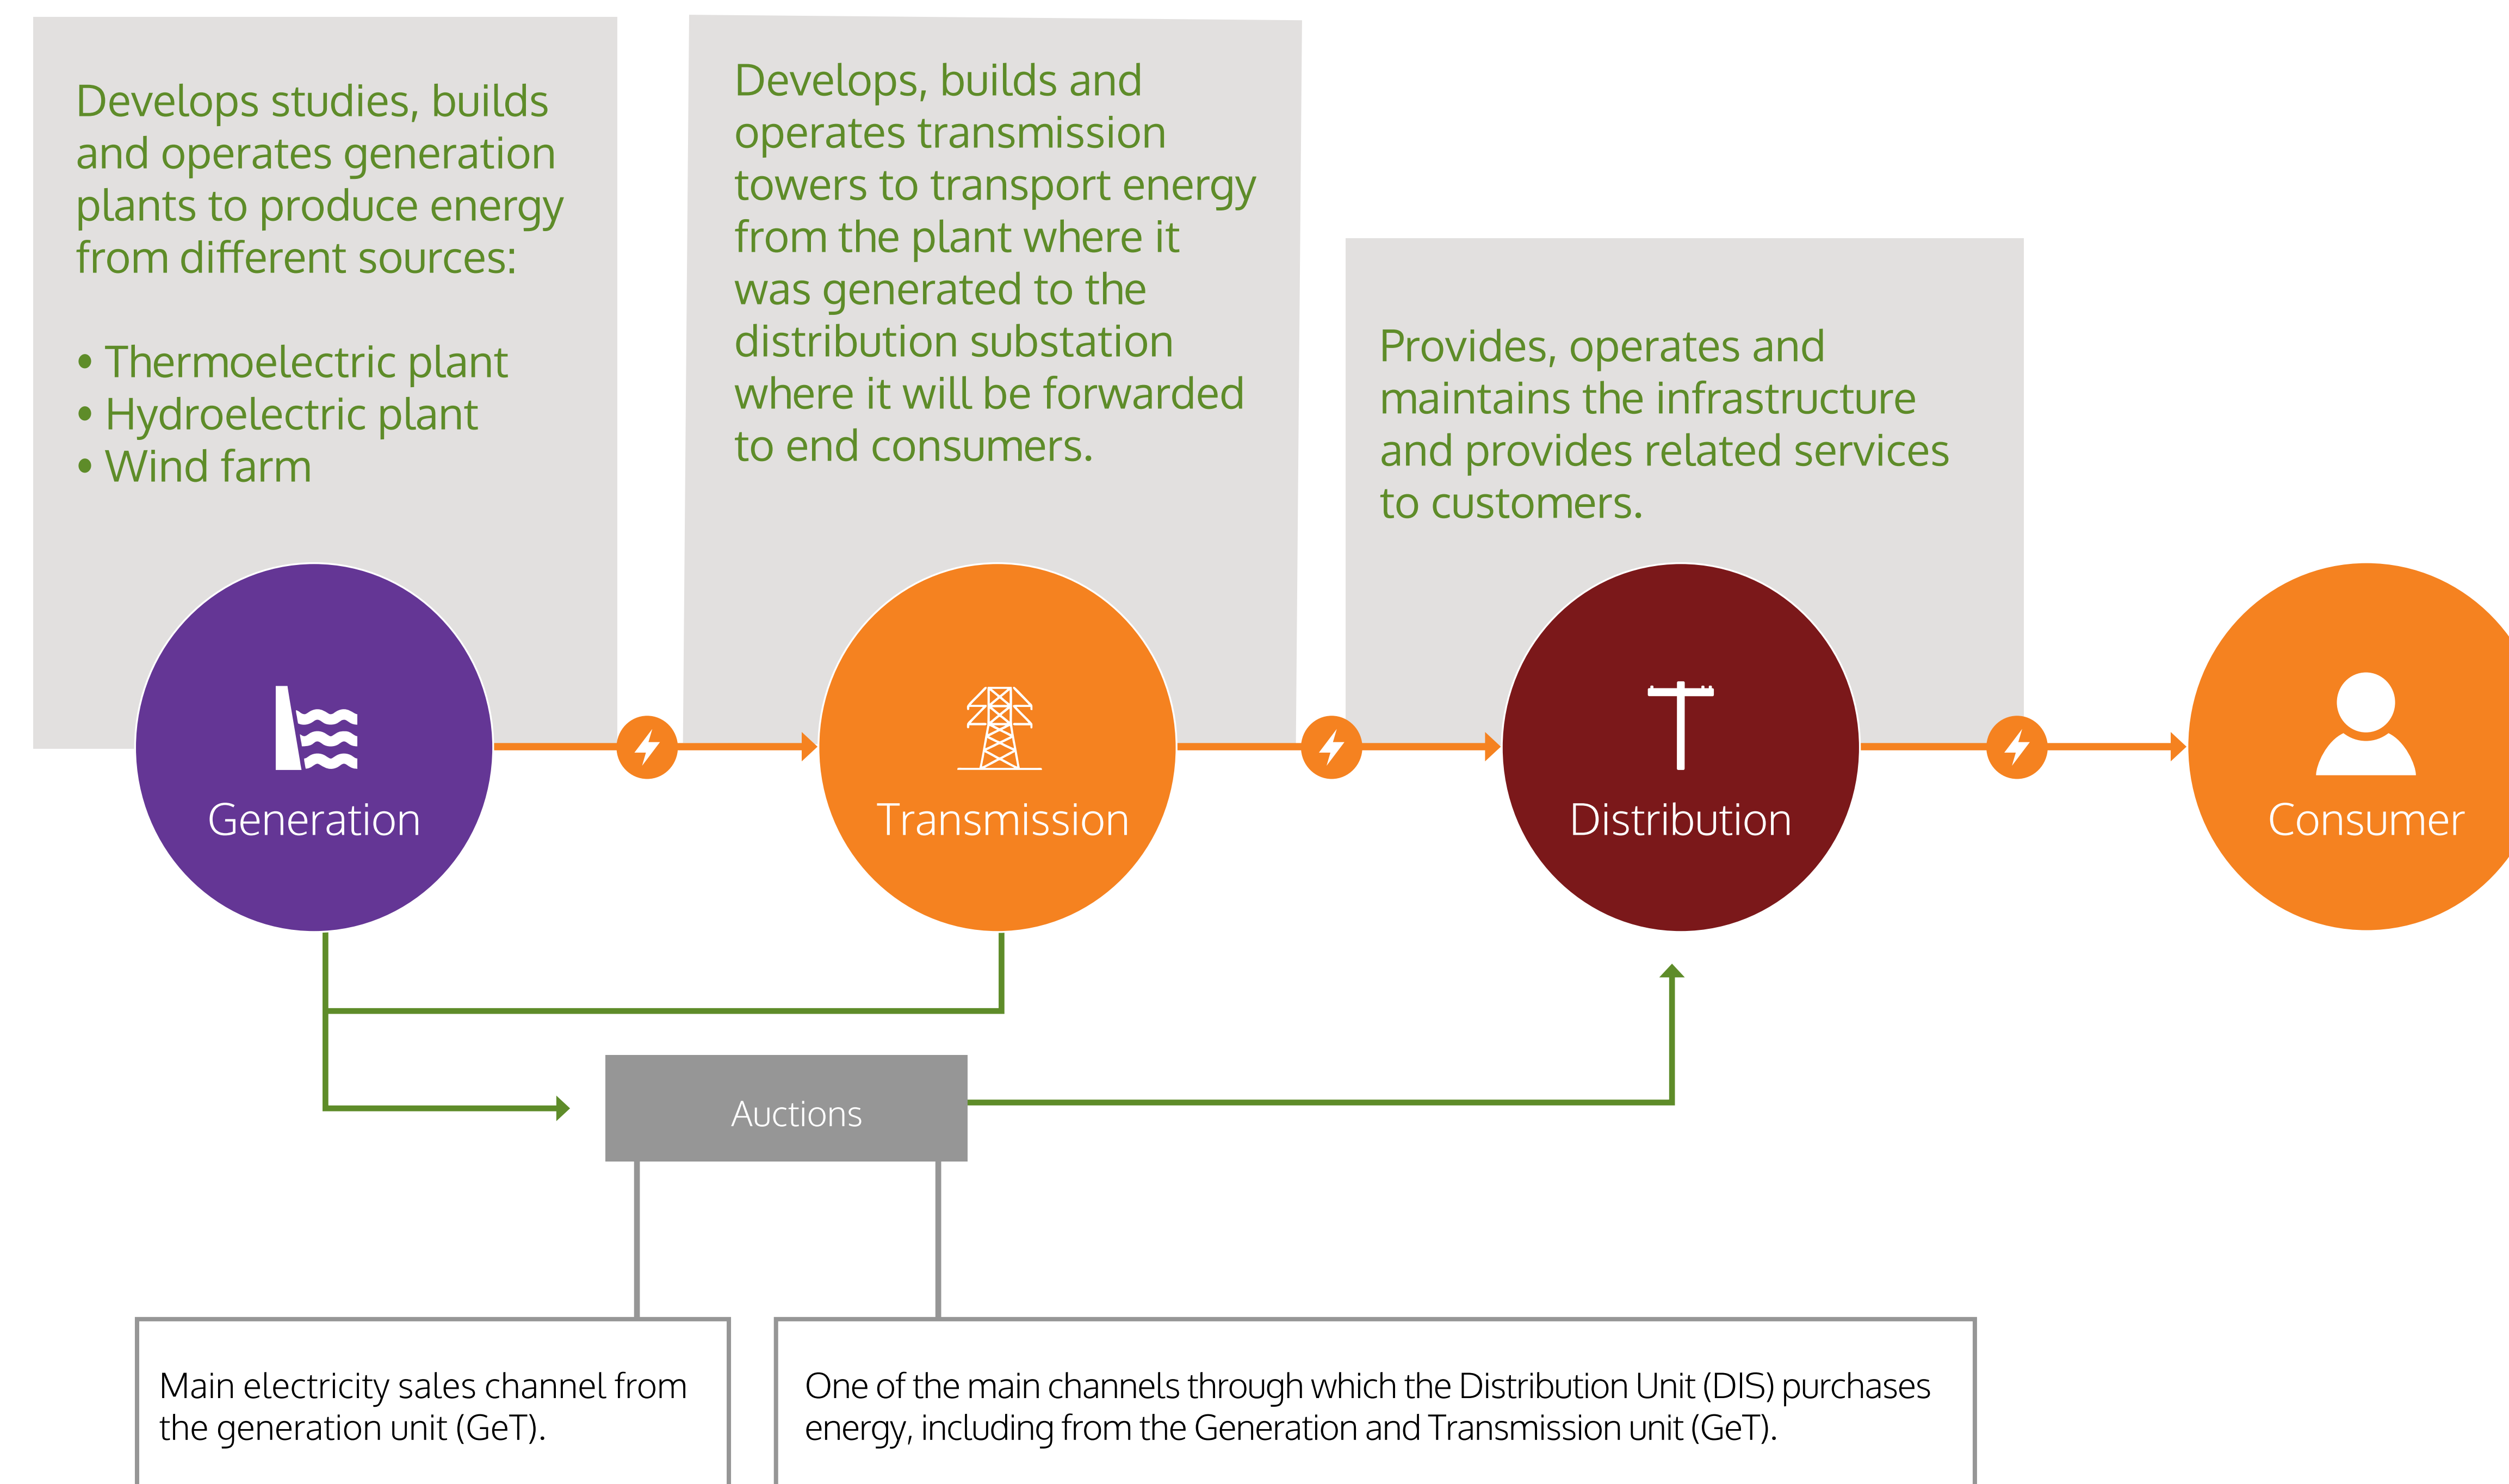 Develops studies, builds
and operates generation
plants to produce energy
from different sources:
• Thermoelectric plant
• Hydroelectric plant
• Wind farm
Develops, builds and
operates transmission
towers to transport energy
from the plant where it
was generated to the
distribution substation
where it will be forwarded
to end consumers.
Provides, operates and
maintains the infrastructure
and provides related services
to customers.
Generation
Transmission
Distribution
Consumer
Auctions
Main electricity sales channel from
the generation unit (GeT).
One of the main channels through which the Distribution Unit (DIS) purchases
energy, including from the Generation and Transmission unit (GeT).